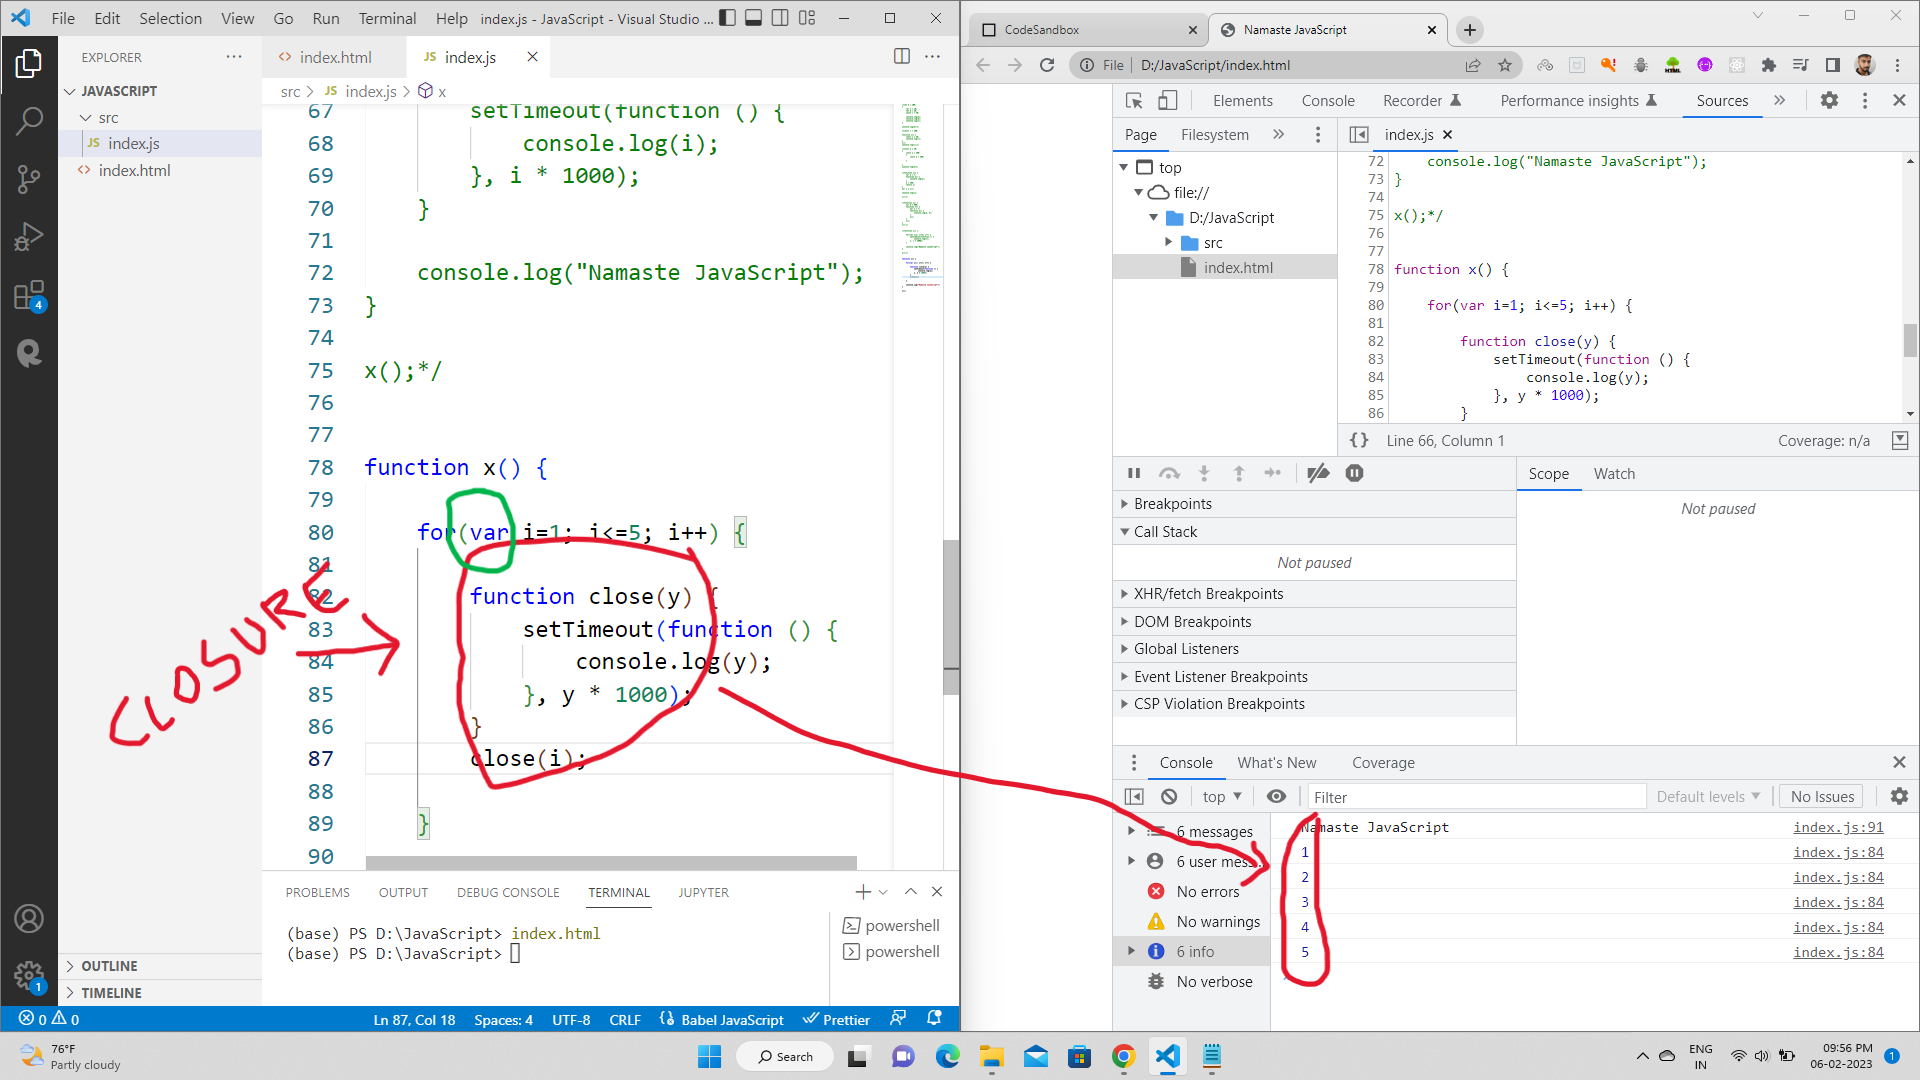 File Edit Selection View Go Run Terminal Help index.js - JavaScript - Visual Studio ...
EXPLORER
JAVASCRIPT
src
JS index.js
index.html
index.html
JS index.js
src > JS index.js > x
67 setTimeout(function () {
68 console.log(i);
69 }, i * 1000);
70 }
71
72 console.log("Namaste JavaScript");
73 }
74
75 x();*/
76
77
78 function x() {
79
80 for(var i=1; i<=5; i++) {
81
82 function close(y) {
83 setTimeout(function () {
84 console.log(y);
85 }, y * 1000);
86 }
87 close(i);
88
89 }
90
CLOSURE
4
1
OUTLINE
TIMELINE
PROBLEMS OUTPUT DEBUG CONSOLE TERMINAL JUPYTER
(base) PS D:\JavaScript> index.html
(base) PS D:\JavaScript>
powershell
powershell
0 0 Ln 87, Col 18 Spaces: 4 UTF-8 CRLF {} Babel JavaScript Prettier
CodeSandbox
Namaste JavaScript
File | D:/JavaScript/index.html
HTML
Elements Console Recorder Performance insights Sources
Page Filesystem
index.js
top
file://
D:/JavaScript
src
index.html
72 console.log("Namaste JavaScript");
73 }
74
75 x();*/
76
77
78 function x() {
79
80 for(var i=1; i<=5; i++) {
81
82 function close(y) {
83 setTimeout(function () {
84 console.log(y);
85 }, y * 1000);
86 }
{} Line 66, Column 1 Coverage: n/a
Breakpoints
Call Stack
Not paused
XHR/fetch Breakpoints
DOM Breakpoints
Global Listeners
Event Listener Breakpoints
CSP Violation Breakpoints
Scope Watch
Not paused
Console What's New Coverage
top Filter Default levels No Issues
6 messages
6 user mess...
No errors
No warnings
6 info
No verbose
Namaste JavaScript index.js:91
1 index.js:84
2 index.js:84
3 index.js:84
4 index.js:84
5 index.js:84
76°F
Partly cloudy
Search
ENG
IN
09:56 PM
06-02-2023
1